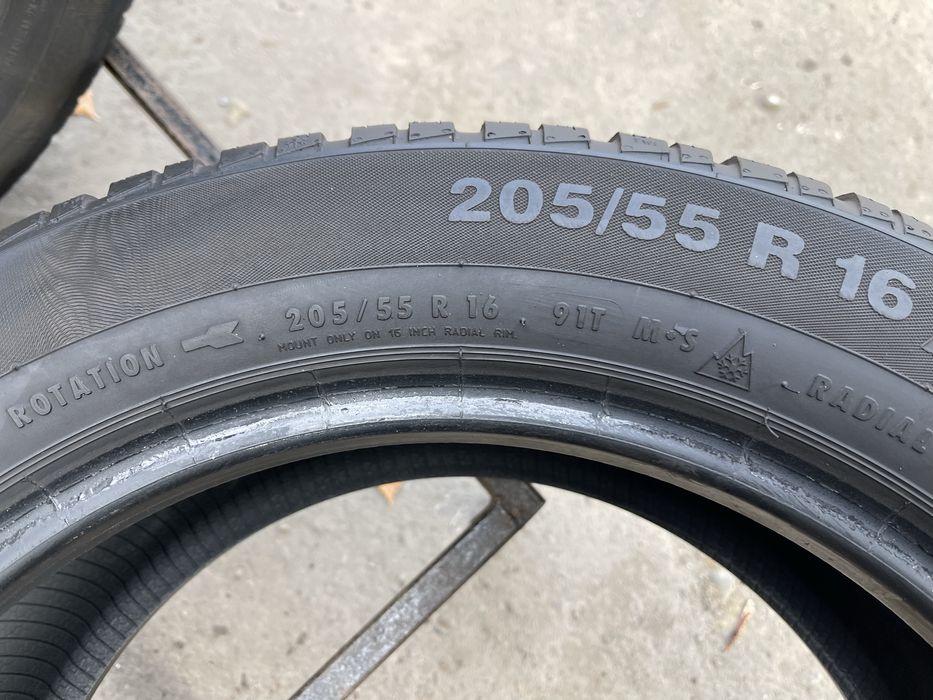 205/55 R 16
ROTATION 205/55 R 16 91T M+S RADIAL
MOUNT ONLY ON 16 INCH RADIAL RIM.